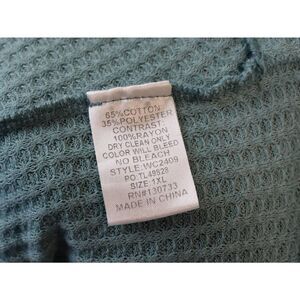 65%COTTON
35%POLYESTER
CONTRAST:
100%RAYON
DRY CLEAN ONLY
COLOR WILL BLEED
NO BLEACH
STYLE:WC2409
PO TL49828
SIZE:1XL
RN#130733
MADE IN CHINA